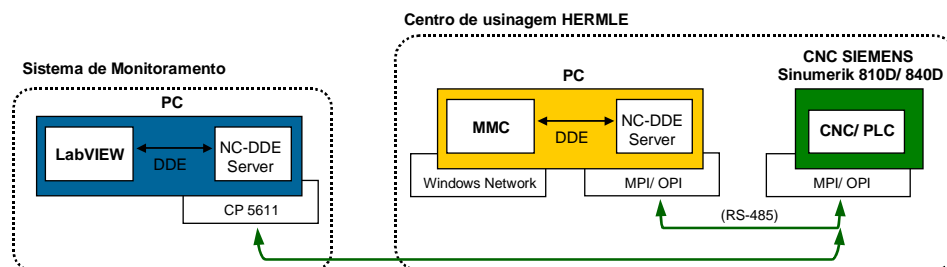 Centro de usinagem HERMLE
Sistema de Monitoramento
PC
LabVIEW
DDE
NC-DDE
Server
CP 5611
PC
MMC
DDE
NC-DDE
Server
Windows Network
MPI/ OPI
CNC SIEMENS
Sinumerik 810D/ 840D
CNC/ PLC
MPI/ OPI
(RS-485)